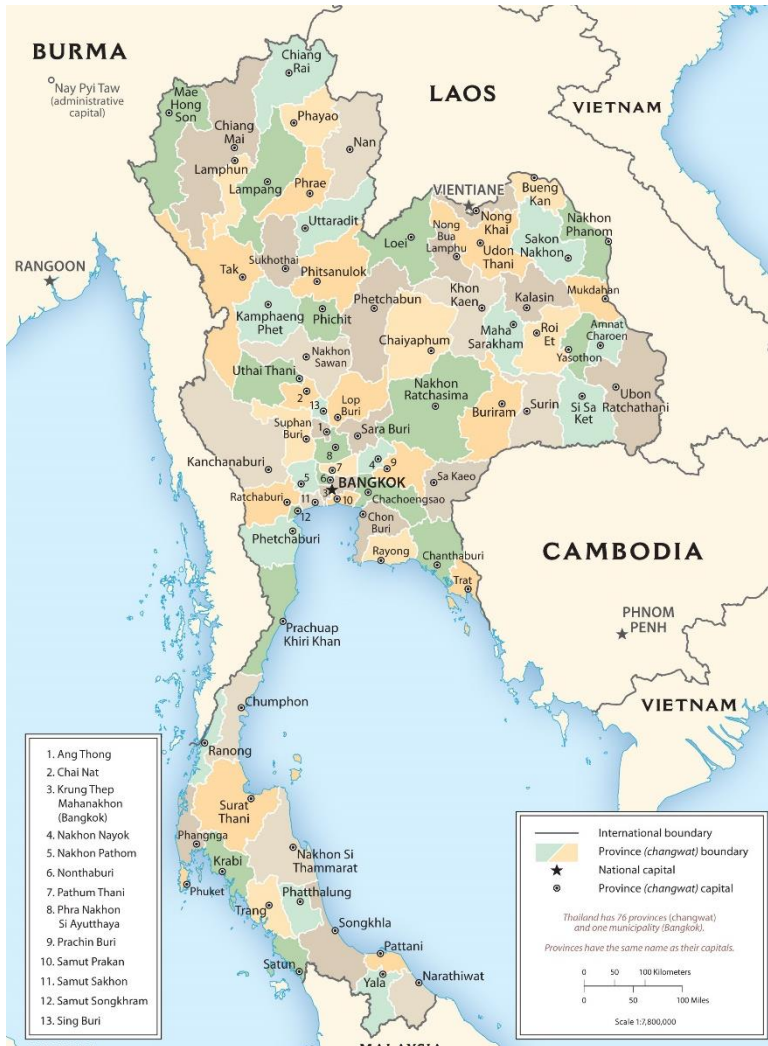 BURMA
Nay Pyi Taw
(administrative
capital)
Chiang
Rai
LAOS
VIETNAM
Mae
Hong
Son
Chiang
Mai
Phayao
Nan
Lamphun
Lampang
Phrae
VIENTIANE
Bueng
Kan
Nong
Khai
Uttaradit
Loei
Nong
Bua
Lamphu
Udon
Thani
Sakon
Nakhon
Nakhon
Phanom
RANGOON
Tak
Sukhothai
Phitsanulok
Phetchabun
Khon
Kaen
Kalasin
Mukdahan
Kamphaeng
Phet
Phichit
Chaiyaphum
Maha
Sarakham
Roi
Et
Yasothon
Amnat
Charoen
Nakhon
Sawan
Uthai Thani
2
13
Lop
Buri
Nakhon
Ratchasima
Buriram
Surin
Si Sa
Ket
Ubon
Ratchathani
Suphan
Buri
1
Sara Buri
8
Kanchanaburi
7
4
9
Sa Kaeo
5
6
BANGKOK
3
Ratchaburi
11
10
Chachoengsao
12
Chon
Buri
Phetchaburi
Rayong
Chanthaburi
Trat
CAMBODIA
PHNOM
PENH
Prachuap
Khiri Khan
VIETNAM
Chumphon
Ranong
Surat
Thani
Phangnga
Krabi
Nakhon Si
Thammarat
Phuket
Phatthalung
Trang
Songkhla
Satun
Pattani
Yala
Narathiwat
MALAYSIA
1. Ang Thong
2. Chai Nat
3. Krung Thep
Mahanakhon
(Bangkok)
4. Nakhon Nayok
5. Nakhon Pathom
6. Nonthaburi
7. Pathum Thani
8. Phra Nakhon
Si Ayutthaya
9. Prachin Buri
10. Samut Prakan
11. Samut Sakhon
12. Samut Songkhram
13. Sing Buri
International boundary
Province (changwat) boundary
National capital
Province (changwat) capital
Thailand has 76 provinces (changwat)
and one municipality (Bangkok).
Provinces have the same name as their capitals.
0 50 100 Kilometers
0 50 100 Miles
Scale 1:7,800,000